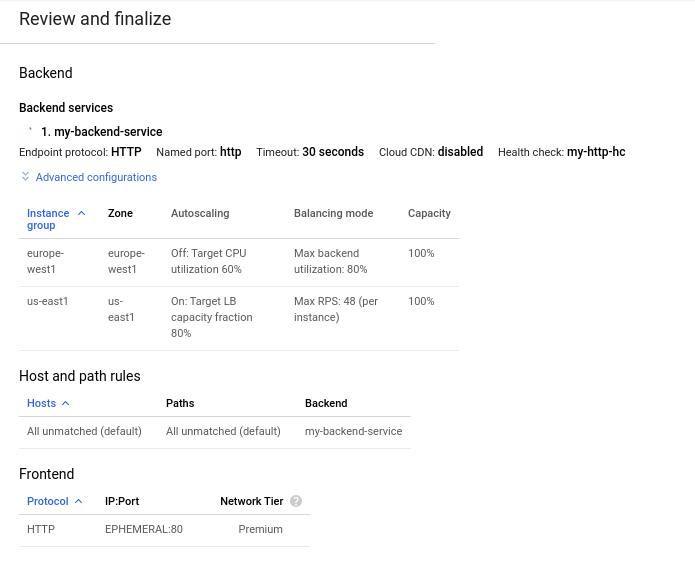 Review and finalize
Backend
Backend services
1. my-backend-service
Endpoint protocol: HTTP Named port: http Timeout: 30 seconds Cloud CDN: disabled Health check: my-http-hc
Advanced configurations
Instance group Zone Autoscaling Balancing mode Capacity
europe-west1 europe-west1 Off: Target CPU utilization 60% Max backend utilization: 80% 100%
us-east1 us-east1 On: Target LB capacity fraction 80% Max RPS: 48 (per instance) 100%
Host and path rules
Hosts Paths Backend
All unmatched (default) All unmatched (default) my-backend-service
Frontend
Protocol IP:Port Network Tier ?
HTTP EPHEMERAL:80 Premium